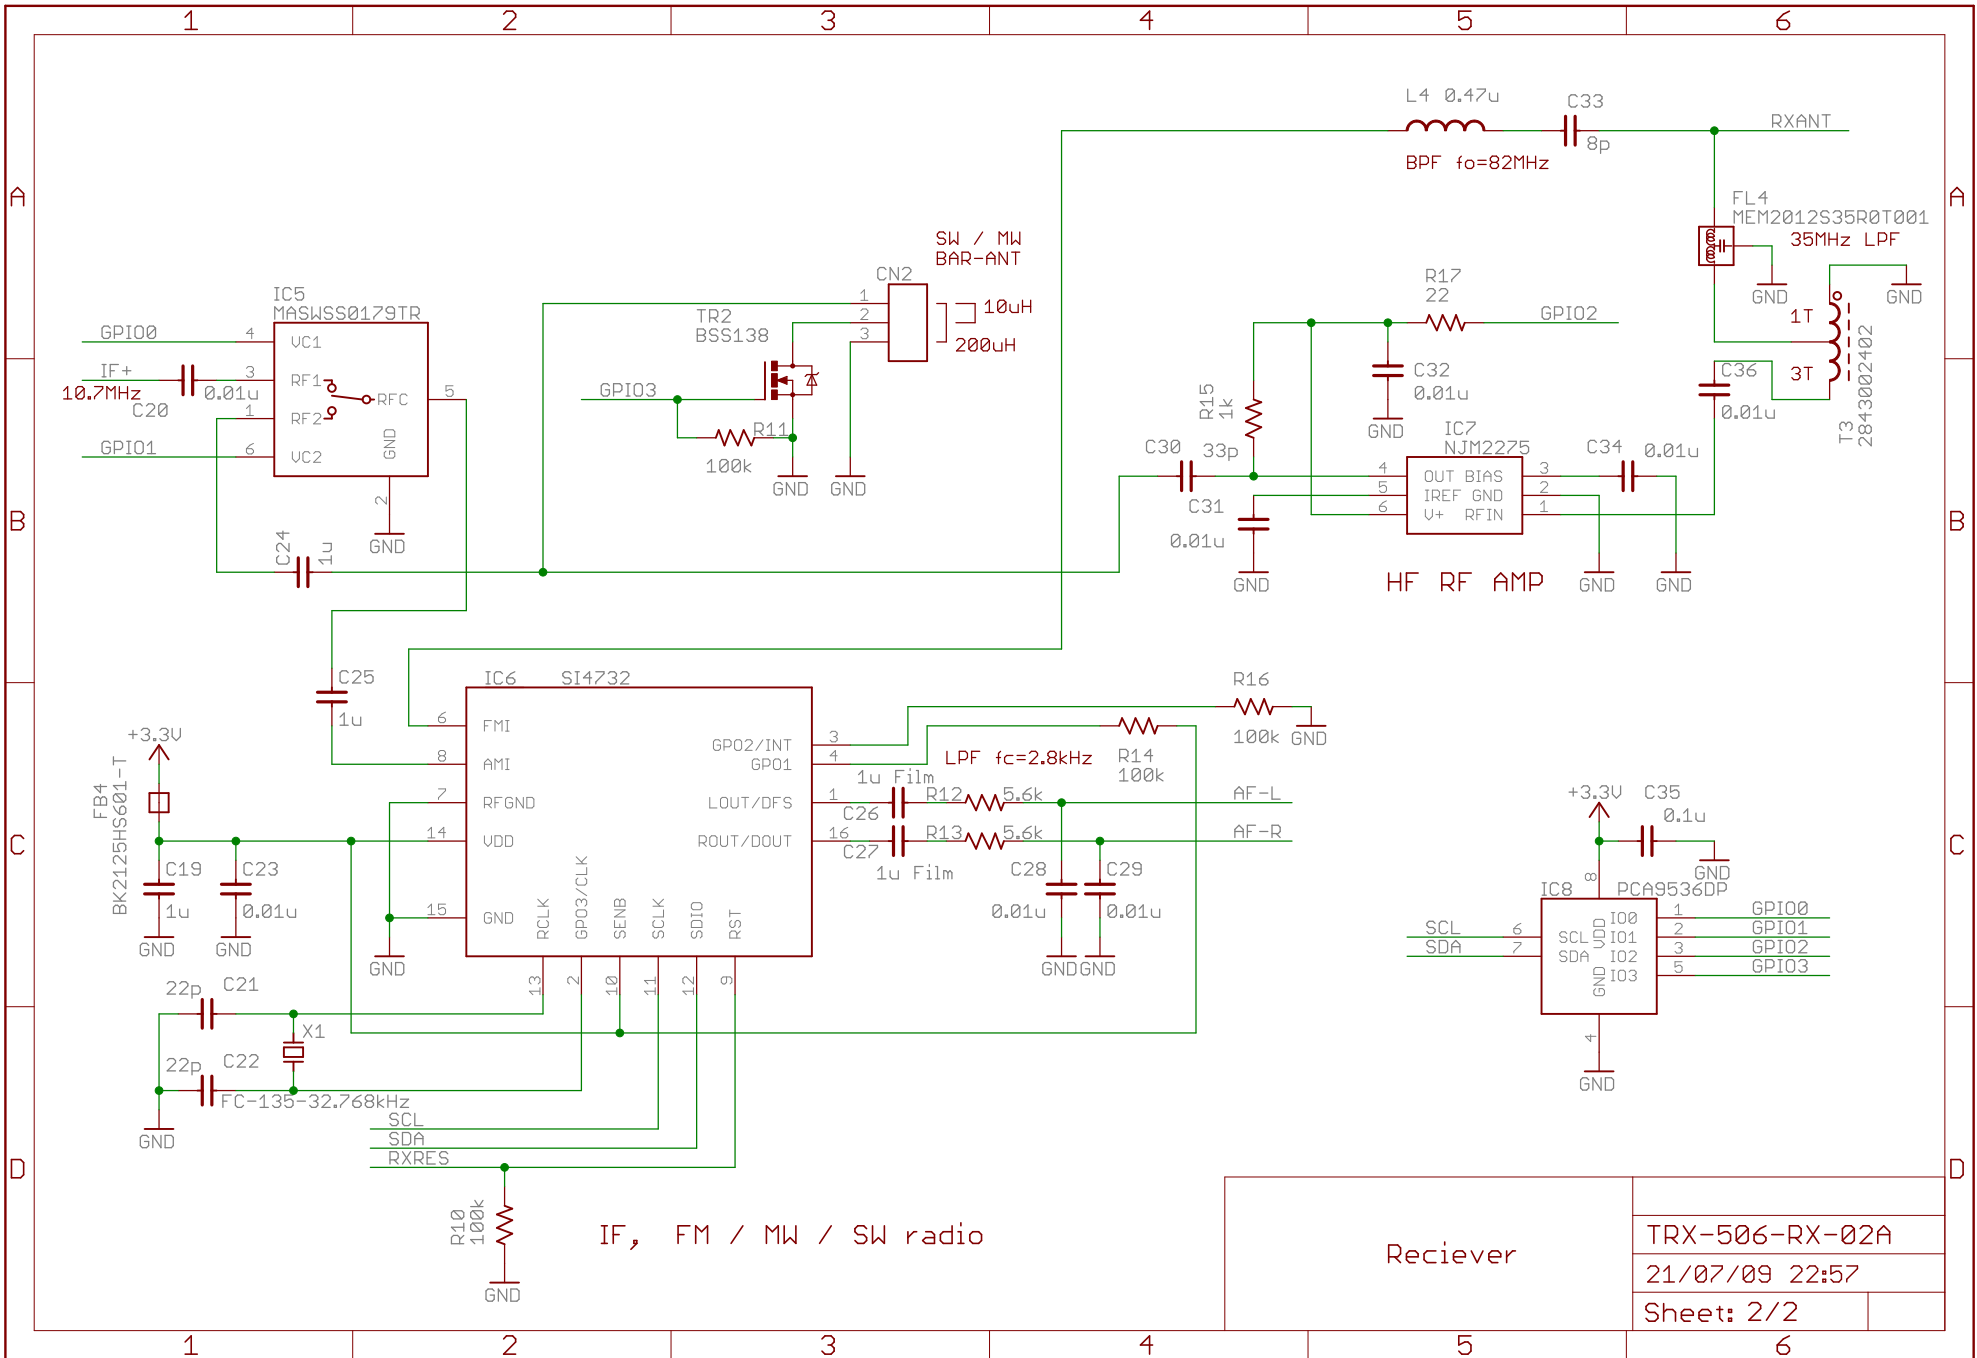 1 2 3 4 5 6
A A
B B
C C
D D
L4 0.47u
C33
8p
RXANT
BPF fo=82MHz
FL4
MEM2012S35R0T001
35MHz LPF
GND
GND
1T
3T
T3
2843002402
SW / MW
BAR-ANT
CN2
1
2
3
10uH
200uH
TR2
BSS138
GPIO3
R11
100k
GND
GND
IC5
MASWSS0179TR
GPIO0
4
VC1
IF+
10.7MHz
C20
0.01u
3
RF1
1
RF2
RFC
5
GPIO1
6
VC2
GND
2
GND
C24
1u
R17
22
GPIO2
C32
0.01u
GND
R15
1k
C30
33p
C31
0.01u
GND
IC7
NJM2275
4
OUT BIAS
3
5
IREF GND
2
6
V+ RFIN
1
C34
0.01u
C36
0.01u
GND
GND
HF RF AMP
C25
1u
IC6
SI4732
6
FMI
8
AMI
7
RFGND
14
VDD
15
GND
GPO2/INT
3
GPO1
4
LOUT/DFS
1
ROUT/DOUT
16
RCLK
GPO3/CLK
SENB
SCLK
SDIO
RST
13
2
10
11
12
9
R16
100k
GND
R14
100k
LPF fc=2.8kHz
1u Film
C26
R12
5.6k
AF-L
C27
1u Film
R13
5.6k
AF-R
C28
0.01u
C29
0.01u
GND
GND
+3.3V
FB4
BK2125HS601-T
C19
1u
GND
C23
0.01u
GND
GND
22p
C21
X1
22p
C22
FC-135-32.768kHz
GND
SCL
SDA
RXRES
R10
100k
GND
+3.3V
C35
0.1u
GND
8
IC8
PCA9536DP
SCL
6
SCL
SDA
7
SDA
VDD
GND
IO0
1
GPIO0
IO1
2
GPIO1
IO2
3
GPIO2
IO3
5
GPIO3
4
GND
IF, FM / MW / SW radio
Reciever
TRX-506-RX-02A
21/07/09 22:57
Sheet: 2/2
1 2 3 4 5 6